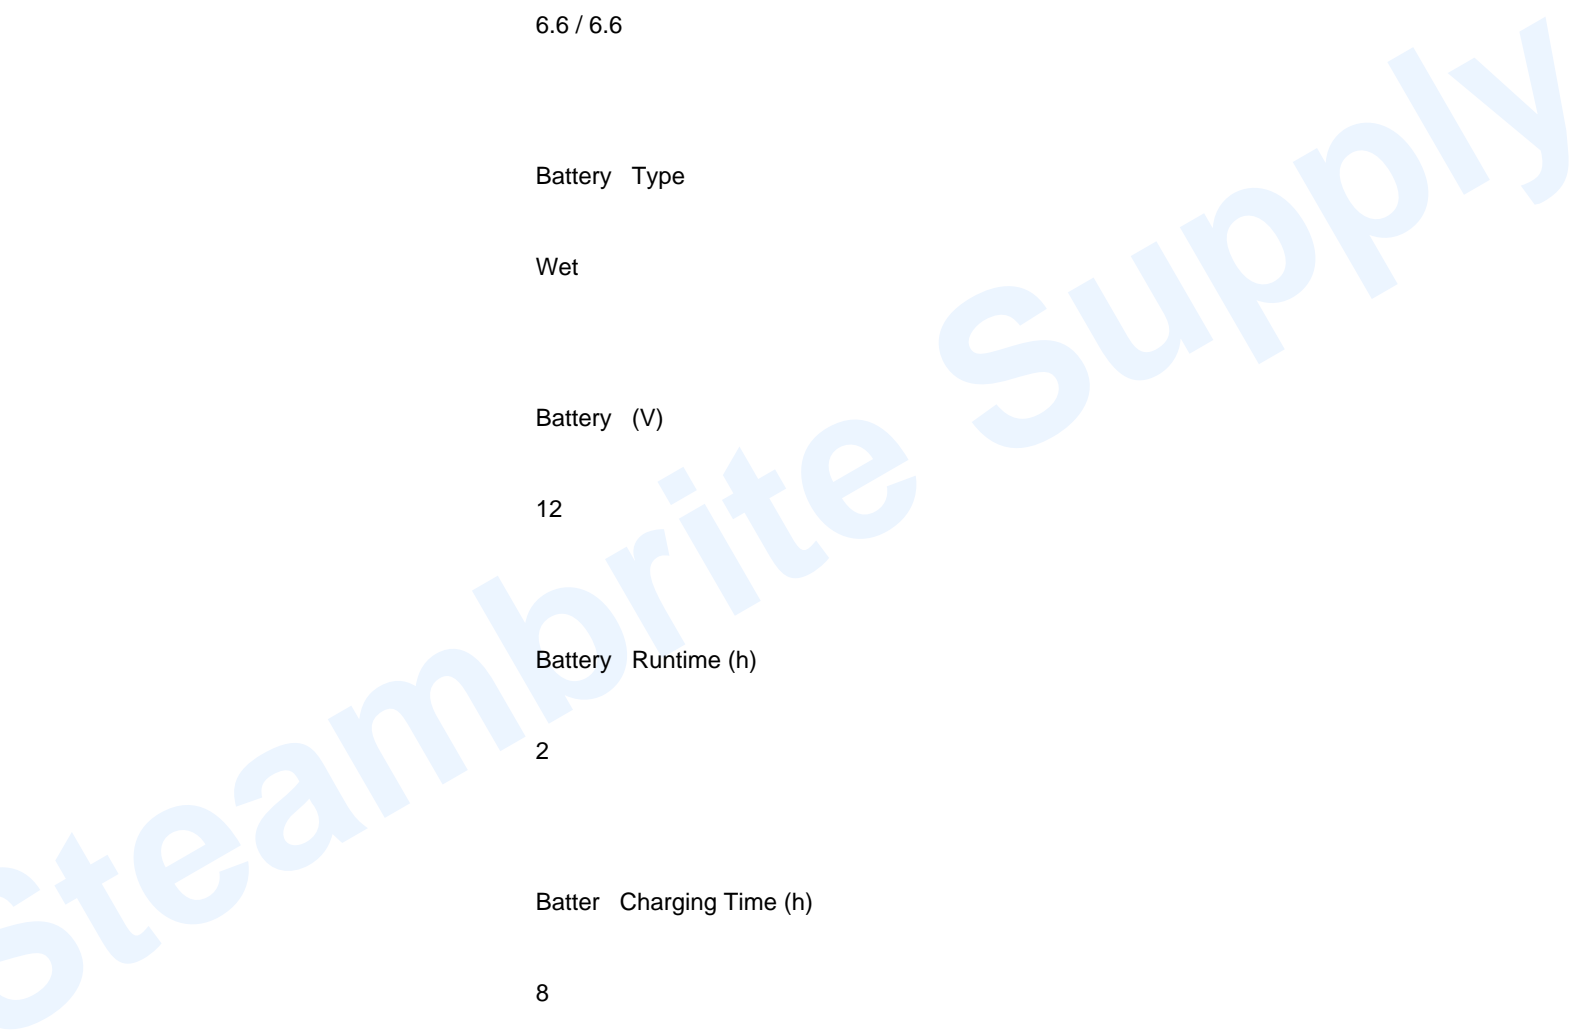 6.6 / 6.6
Battery Type
Wet
Battery (V)
12
Battery Runtime (h)
2
Batter Charging Time (h)
8
Steambrite Supply